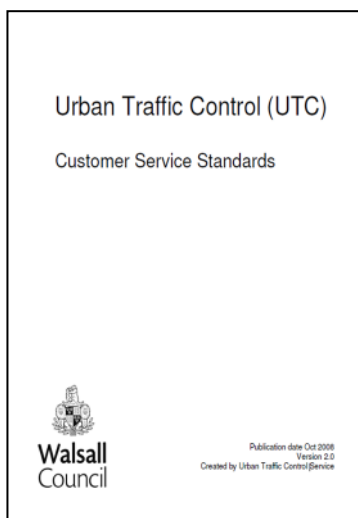 Urban Traffic Control (UTC)
Customer Service Standards
Walsall
Council
Publication date Oct 2008
Version 2.0
Created by Urban Traffic Control Service